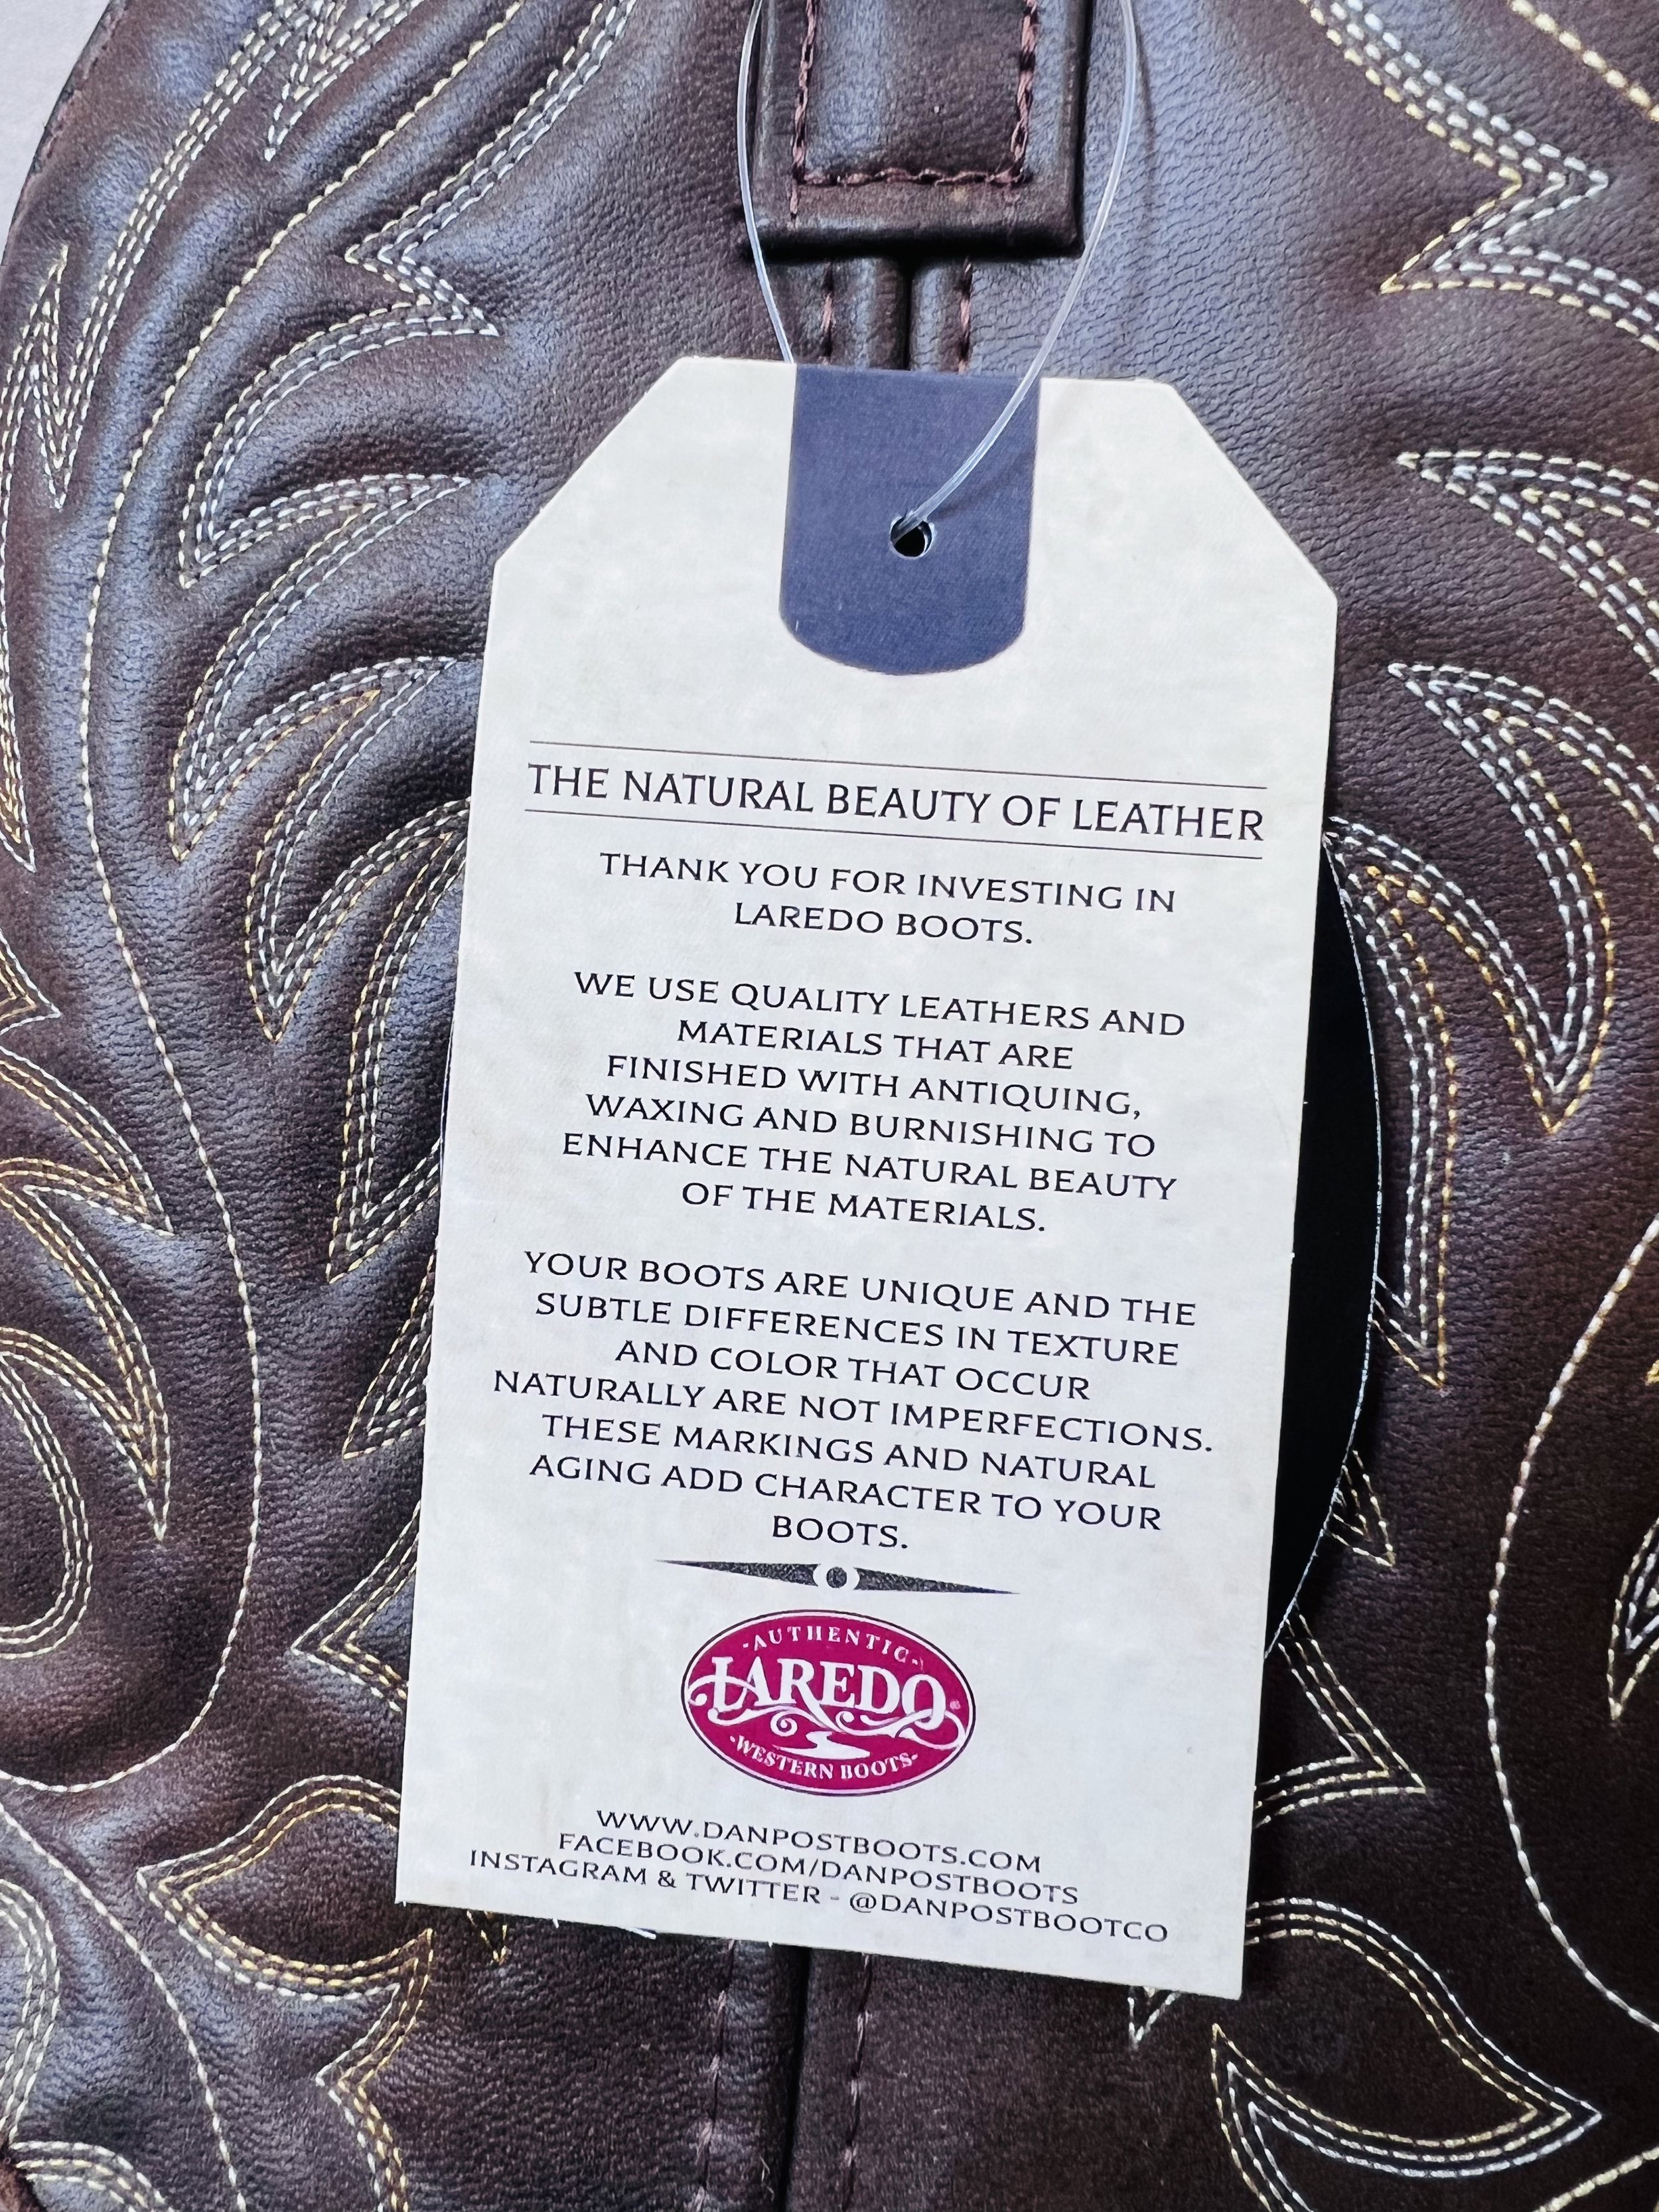 THE NATURAL BEAUTY OF LEATHER
THANK YOU FOR INVESTING IN
LAREDO BOOTS.
WE USE QUALITY LEATHERS AND
MATERIALS THAT ARE
FINISHED WITH ANTIQUING,
WAXING AND BURNISHING TO
ENHANCE THE NATURAL BEAUTY
OF THE MATERIALS.
YOUR BOOTS ARE UNIQUE AND THE
SUBTLE DIFFERENCES IN TEXTURE
AND COLOR THAT OCCUR
NATURALLY ARE NOT IMPERFECTIONS.
THESE MARKINGS AND NATURAL
AGING ADD CHARACTER TO YOUR
BOOTS.
-AUTHENTIC-
LAREDO®
-WESTERN BOOTS-
WWW.DANPOSTBOOTS.COM
FACEBOOK.COM/DANPOSTBOOTS
INSTAGRAM & TWITTER - @DANPOSTBOOTCO